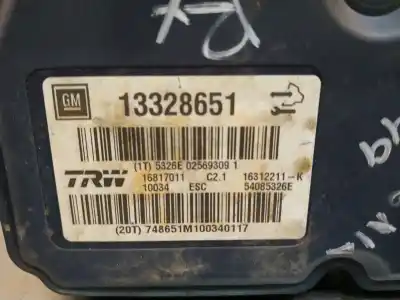 GM 13328651
(1T) 5326E 02569309 1
TRW 16817011 C2.1 16312211-K
10034 ESC 54085326E
(20T) 748651M100340117